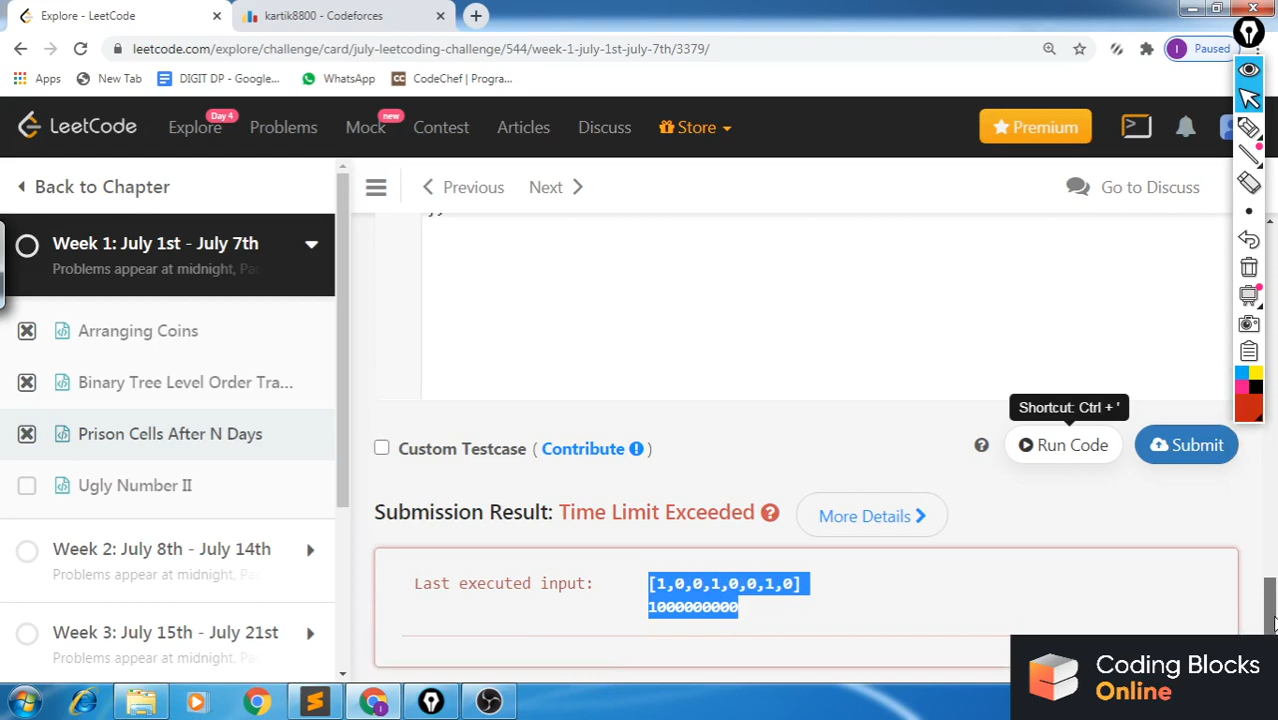 Explore - LeetCode
kartik8800 - Codeforces
leetcode.com/explore/challenge/card/july-leetcoding-challenge/544/week-1-july-1st-july-7th/3379/
I Paused
Apps New Tab DIGIT DP - Google... WhatsApp CodeChef | Progra...
LeetCode Explore Day 4 Problems Mock new Contest Articles Discuss Store Premium
Back to Chapter
Previous Next Go to Discuss
Week 1: July 1st - July 7th
Problems appear at midnight, Pac
Arranging Coins
Binary Tree Level Order Tra...
Prison Cells After N Days
Ugly Number II
Week 2: July 8th - July 14th
Problems appear at midnight, Pac
Week 3: July 15th - July 21st
Problems appear at midnight, Pac
Shortcut: Ctrl + '
Custom Testcase ( Contribute )
Run Code
Submit
Submission Result: Time Limit Exceeded
More Details
Last executed input: [1,0,0,1,0,0,1,0]
1000000000
Coding Blocks
Online